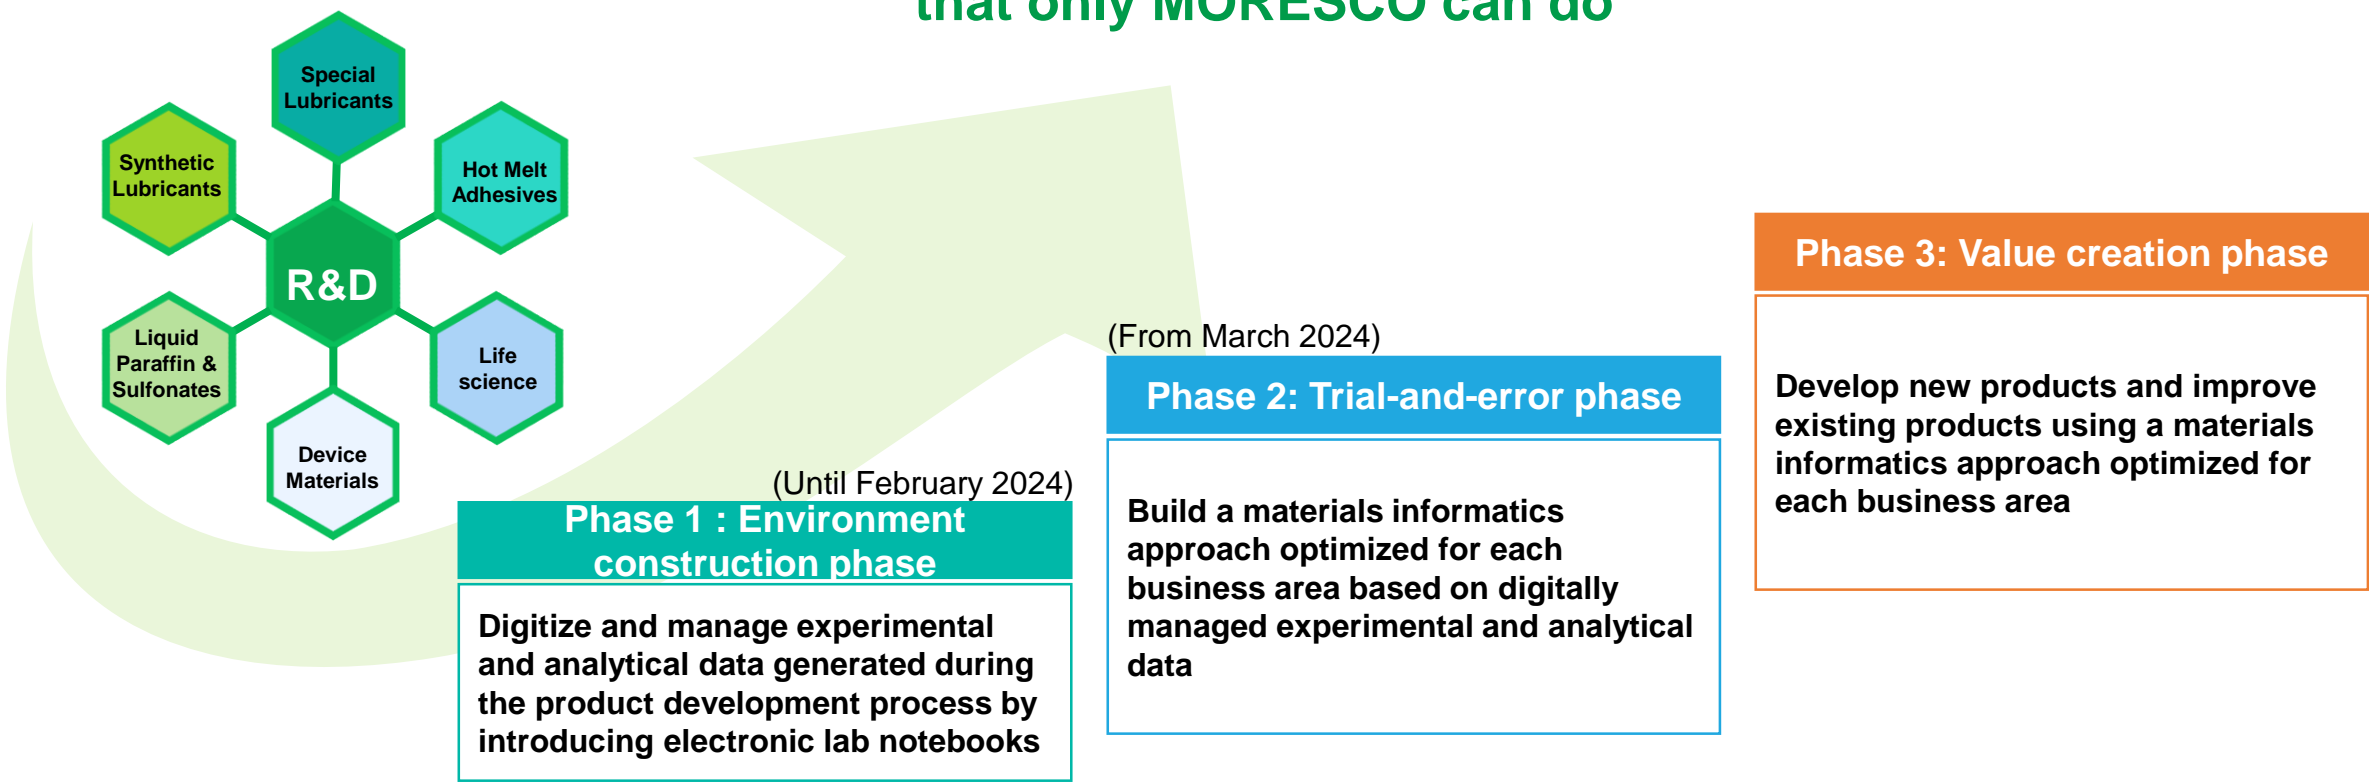 that only MORESCO can do
Special
Lubricants
Synthetic
Lubricants
Hot Melt
Adhesives
R&D
Liquid
Paraffin &
Sulfonates
Life
science
Device
Materials
(Until February 2024)
Phase 1 : Environment
construction phase
Digitize and manage experimental
and analytical data generated during
the product development process by
introducing electronic lab notebooks
(From March 2024)
Phase 2: Trial-and-error phase
Build a materials informatics
approach optimized for each
business area based on digitally
managed experimental and analytical
data
Phase 3: Value creation phase
Develop new products and improve
existing products using a materials
informatics approach optimized for
each business area